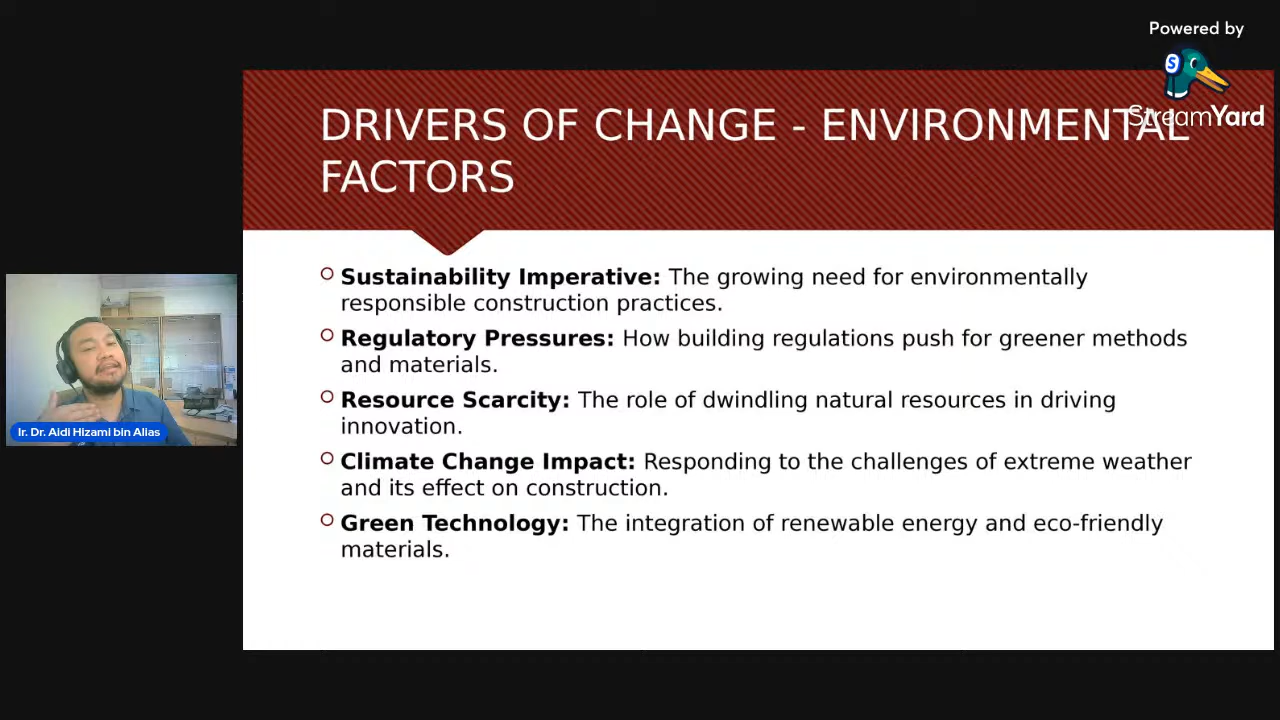 Powered by
StreamYard
DRIVERS OF CHANGE - ENVIRONMENTAL
FACTORS
Sustainability Imperative: The growing need for environmentally
responsible construction practices.
Regulatory Pressures: How building regulations push for greener methods
and materials.
Resource Scarcity: The role of dwindling natural resources in driving
innovation.
Climate Change Impact: Responding to the challenges of extreme weather
and its effect on construction.
Green Technology: The integration of renewable energy and eco-friendly
materials.
Ir. Dr. Aidi Hizami bin Alias